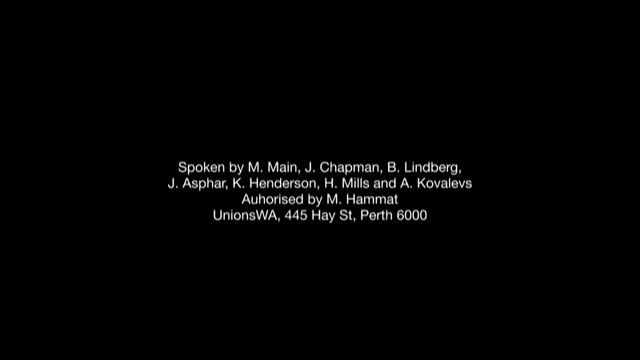 Spoken by M. Main, J. Chapman, B. Lindberg,
J. Asphar, K. Henderson, H. Mills and A. Kovalevs
Auhorised by M. Hammat
UnionsWA, 445 Hay St, Perth 6000